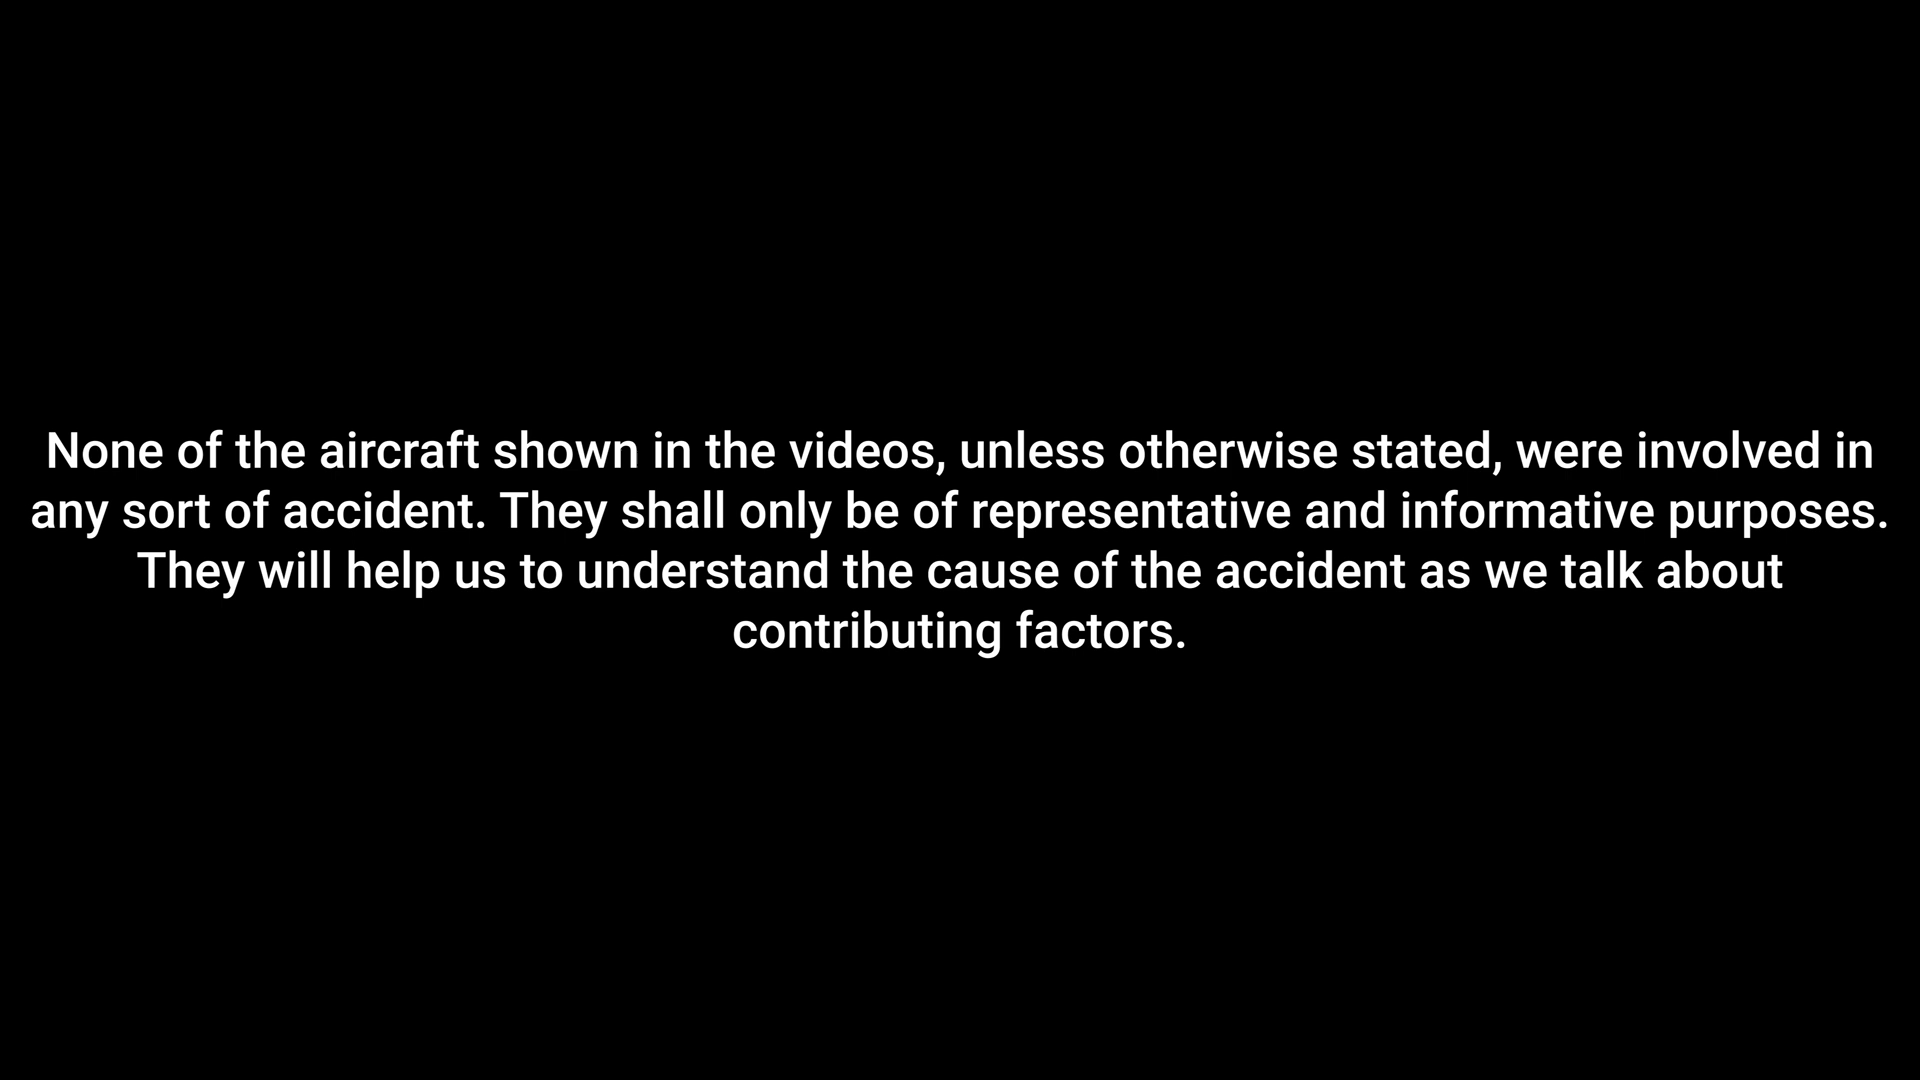 None of the aircraft shown in the videos, unless otherwise stated, were involved in
any sort of accident. They shall only be of representative and informative purposes.
They will help us to understand the cause of the accident as we talk about
contributing factors.